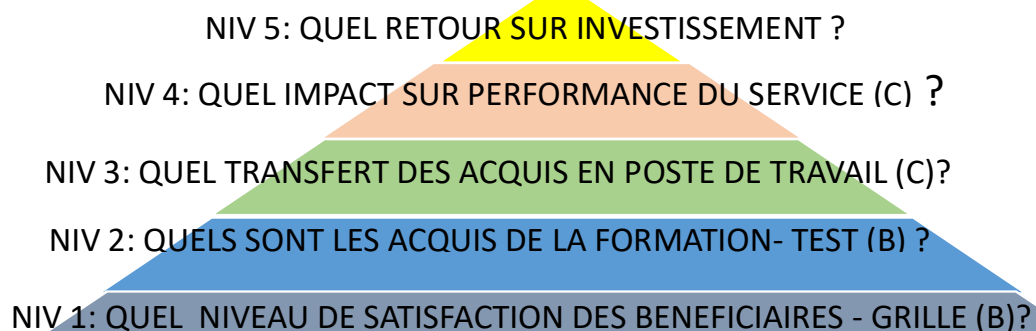 NIV 5: QUEL RETOUR SUR INVESTISSEMENT ?
NIV 4: QUEL IMPACT SUR PERFORMANCE DU SERVICE (C) ?
NIV 3: QUEL TRANSFERT DES ACQUIS EN POSTE DE TRAVAIL (C)?
NIV 2: QUELS SONT LES ACQUIS DE LA FORMATION- TEST (B) ?
NIV 1: QUEL NIVEAU DE SATISFACTION DES BENEFICIAIRES - GRILLE (B)?